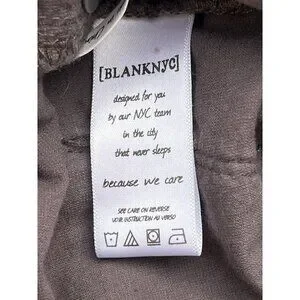 [BLANKNYC]
designed for you
by our NYC team
in the city
that never sleeps
because we care
SEE CARE ON REVERSE
VOIR INSTRUCTION AU VERSO